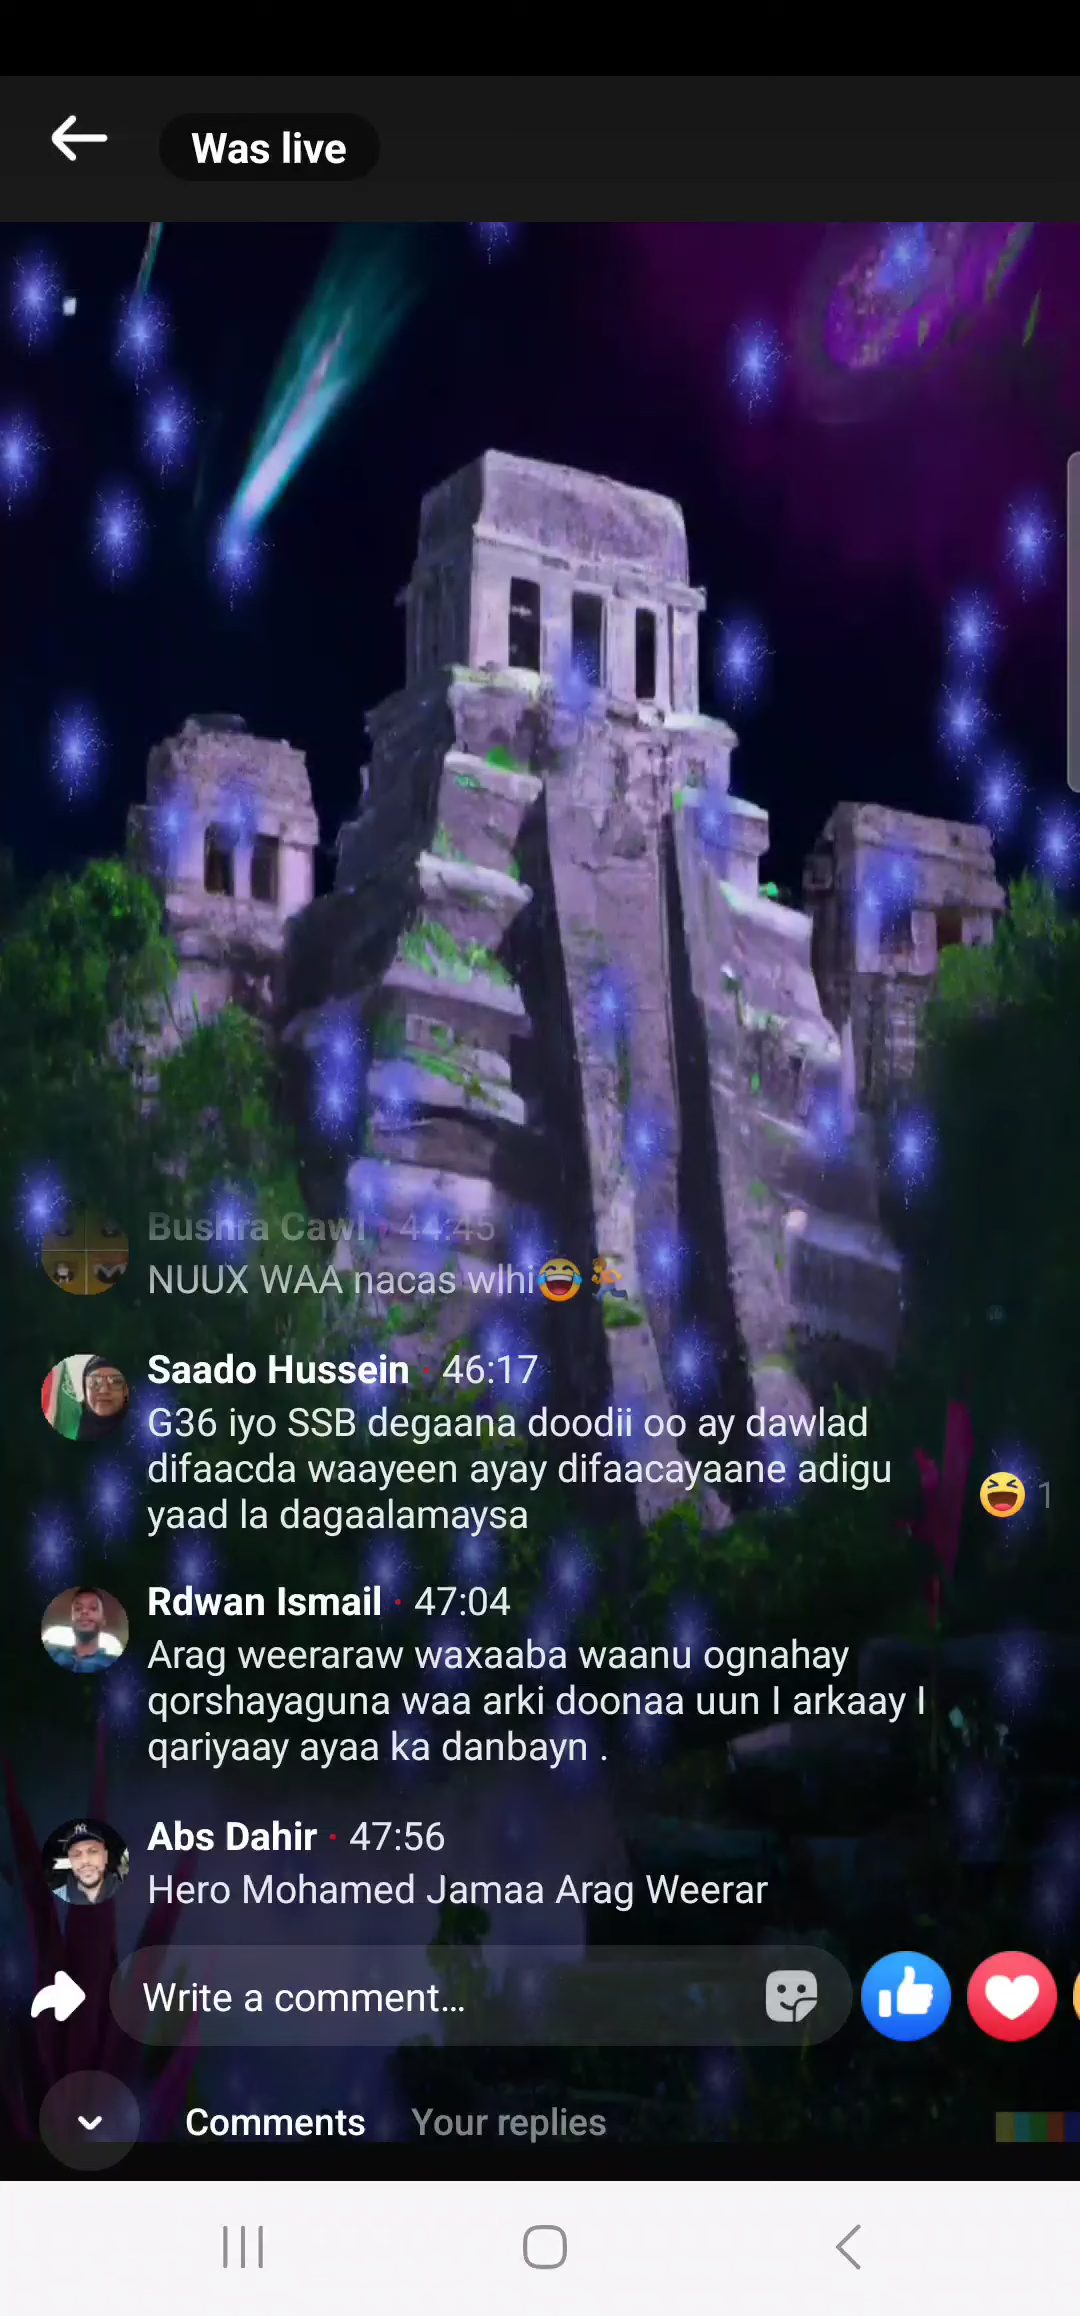 Was live
Bushra Cawl · 44:45
NUUX WAA nacas wlhi😂🏃
Saado Hussein · 46:17
G36 iyo SSB degaana doodii oo ay dawlad
difaacda waayeen ayay difaacayaane adigu
yaad la dagaalamaysa
😆 1
Rdwan Ismail · 47:04
Arag weeraraw waxaaba waanu ognahay
qorshayaguna waa arki doonaa uun I arkaay I
qariyaay ayaa ka danbayn .
Abs Dahir · 47:56
Hero Mohamed Jamaa Arag Weerar
Write a comment...
Comments Your replies